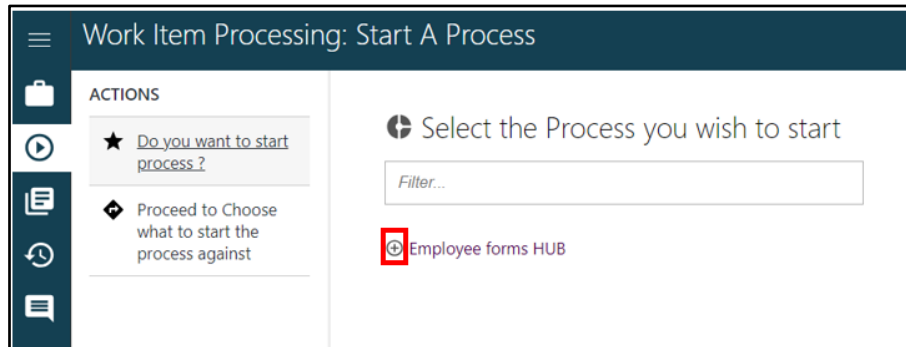 Work Item Processing: Start A Process
ACTIONS
Do you want to start
process ?
Proceed to Choose
what to start the
process against
Select the Process you wish to start
Filter...
Employee forms HUB